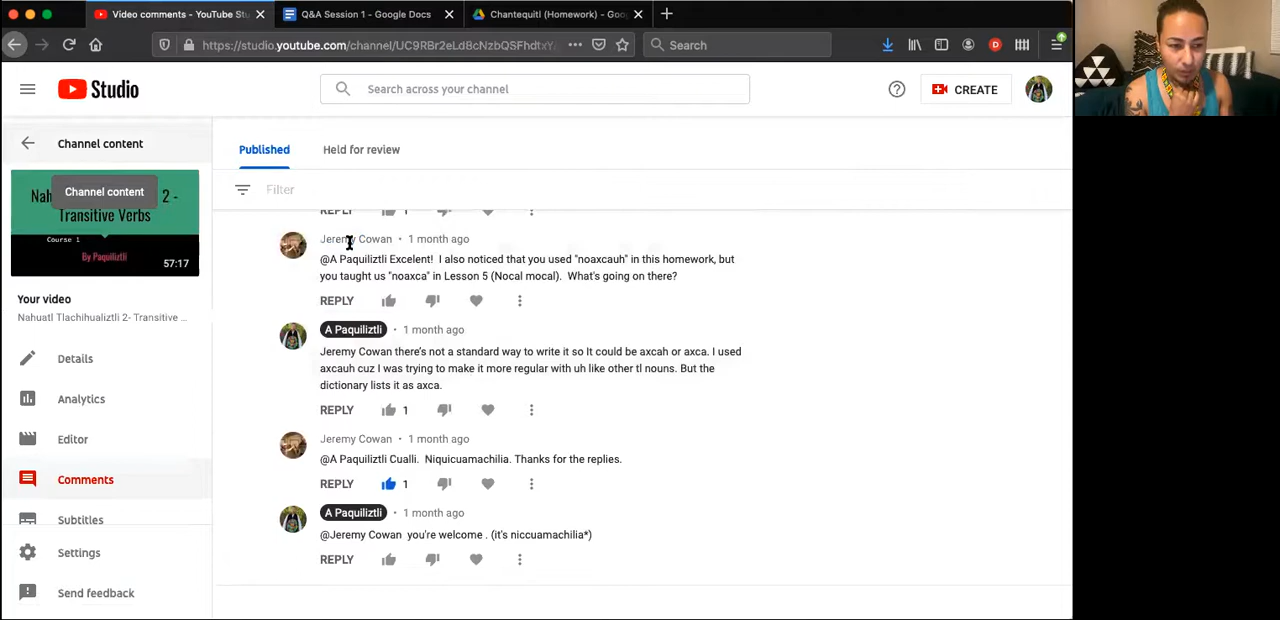 Video comments - YouTube Stu
Q&A Session 1 - Google Docs
Chantequitl (Homework) - Goo
https://studio.youtube.com/channel/UC9RBr2eLd8cNzbQSFhdtxY/
Search
Studio
Search across your channel
CREATE
Channel content
Channel content
Nah 2 -
Transitive Verbs
Course 1
By Paquiliztli
57:17
Your video
Nahuatl Tlachihualiztli 2- Transitive ...
Details
Analytics
Editor
Comments
Subtitles
Settings
Send feedback
Published
Held for review
Filter
REPLY 1
Jeremy Cowan • 1 month ago
@A Paquiliztli Excelent! I also noticed that you used "noaxcauh" in this homework, but
you taught us "noaxca" in Lesson 5 (Nocal mocal). What's going on there?
REPLY
A Paquiliztli • 1 month ago
Jeremy Cowan there's not a standard way to write it so It could be axcah or axca. I used
axcauh cuz I was trying to make it more regular with uh like other tl nouns. But the
dictionary lists it as axca.
REPLY 1
Jeremy Cowan • 1 month ago
@A Paquiliztli Cualli. Niquicuamachilia. Thanks for the replies.
REPLY 1
A Paquiliztli • 1 month ago
@Jeremy Cowan you're welcome . (it's niccuamachilia*)
REPLY